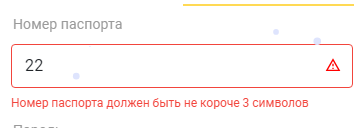 Номер паспорта
22
Номер паспорта должен быть не короче 3 символов